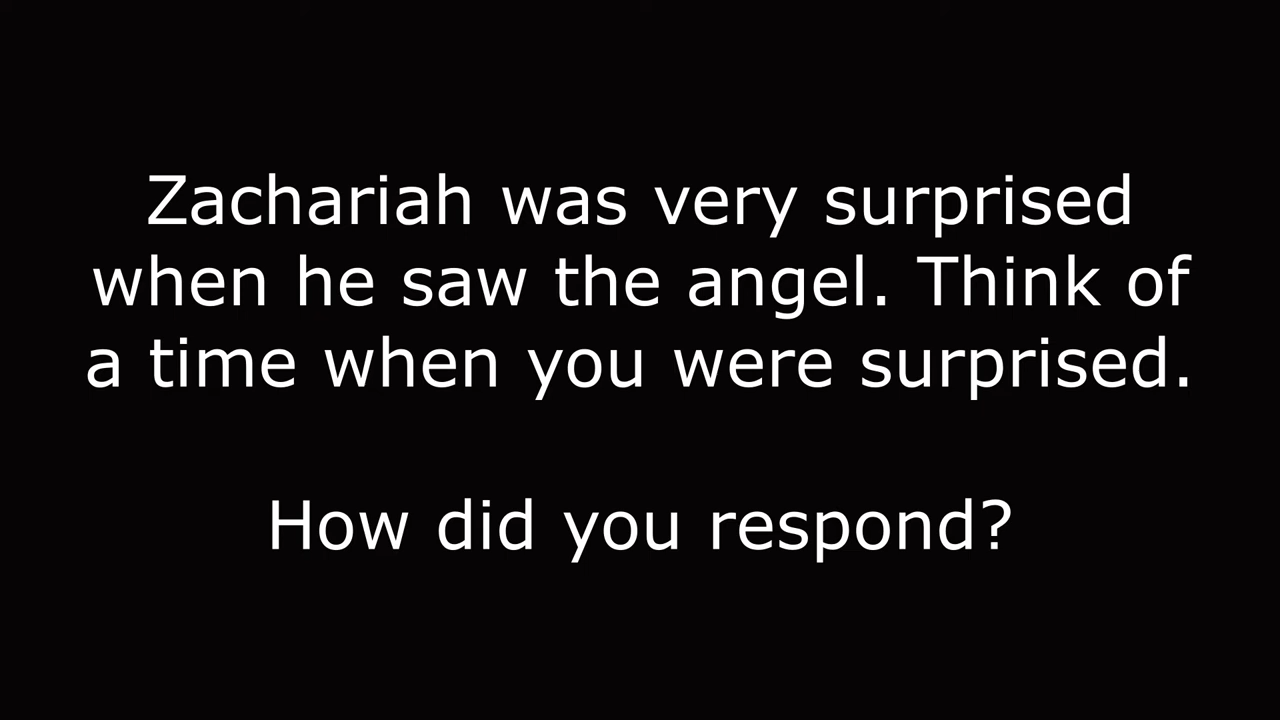 Zachariah was very surprised
when he saw the angel. Think of
a time when you were surprised.
How did you respond?